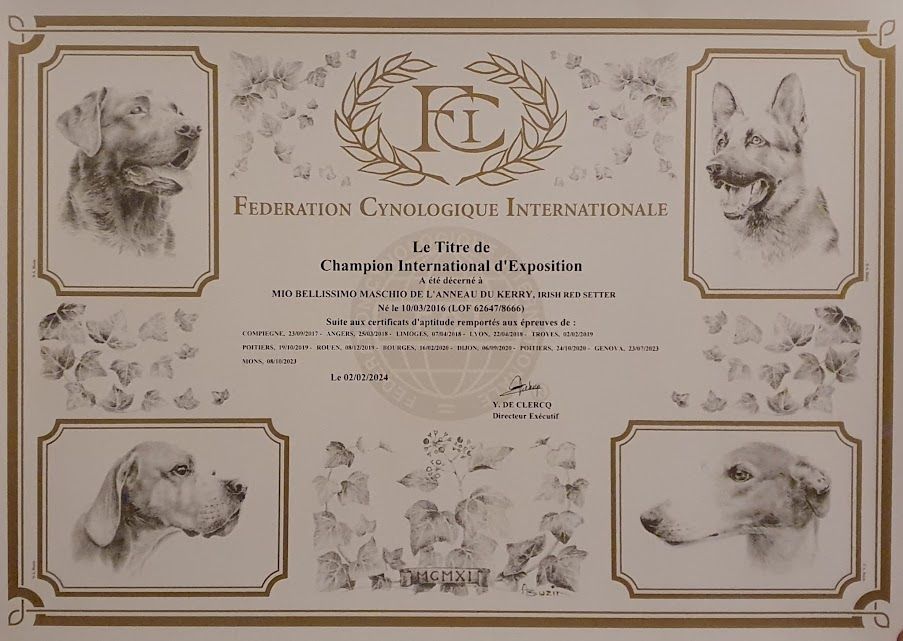 FCI
FEDERATION CYNOLOGIQUE INTERNATIONALE
Le Titre de
Champion International d'Exposition
A été décerné à
MIO BELLISSIMO MASCHIO DE L'ANNEAU DU KERRY, IRISH RED SETTER
Né le 10/03/2016 (LOF 62647/8666)
Suite aux certificats d'aptitude remportés aux épreuves de :
COMPIEGNE, 23/09/2017 - ANGERS, 25/03/2018 - LIMOGES, 07/04/2018 - LYON, 22/04/2018 - TROYES, 02/02/2019
POITIERS, 19/10/2019 - ROUEN, 08/12/2019 - BOURGES, 16/02/2020 - DIJON, 06/09/2020 - POITIERS, 24/10/2020 - GENOVA, 23/07/2023
MONS, 08/10/2023
Le 02/02/2024
Y. DE CLERCQ
Directeur Exécutif
MCMXI